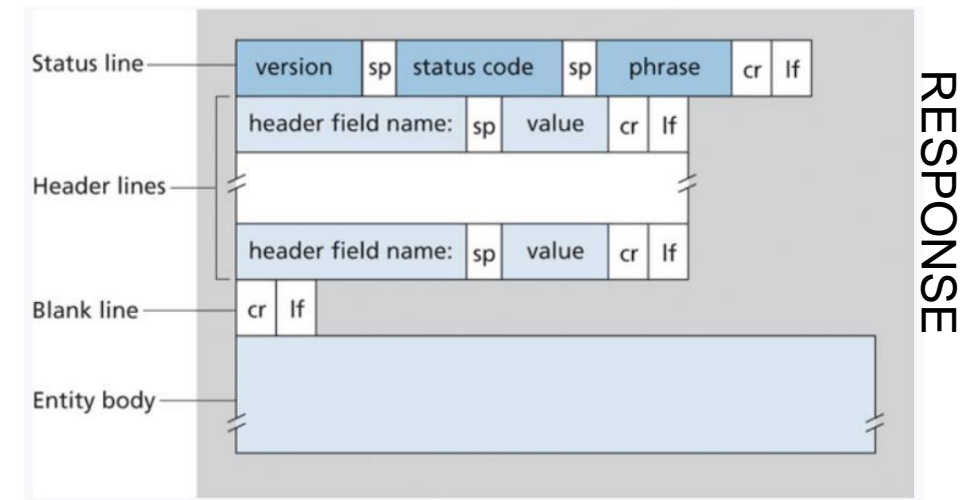 Status line
version sp status code sp phrase cr lf
header field name: sp value cr lf
Header lines
header field name: sp value cr lf
Blank line
cr lf
Entity body
RESPONSE